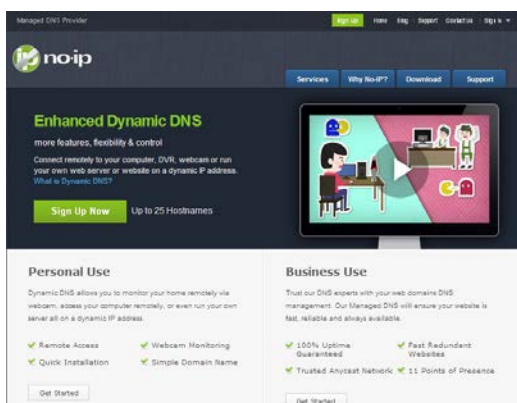 Managed DNS Provider
Sign Up Home Blog Support Contact Us Sign In
no-ip
Services Why No-IP? Download Support
Enhanced Dynamic DNS
more features, flexibility & control
Connect remotely to your computer, DVR, webcam or run
your own web server or website on a dynamic IP address.
What is Dynamic DNS?
Sign Up Now Up to 25 Hostnames
Personal Use
Dynamic DNS allows you to monitor your home remotely via
webcam, access your computer remotely, or even run your own
server all on a dynamic IP address.
Remote Access Webcam Monitoring
Quick Installation Simple Domain Name
Get Started
Business Use
Trust our DNS experts with your web domains DNS
management. Our Managed DNS will ensure your website is
fast, reliable and always available.
100% Uptime Guaranteed Fast Redundant Websites
Trusted Anycast Network 11 Points of Presence
Get Started